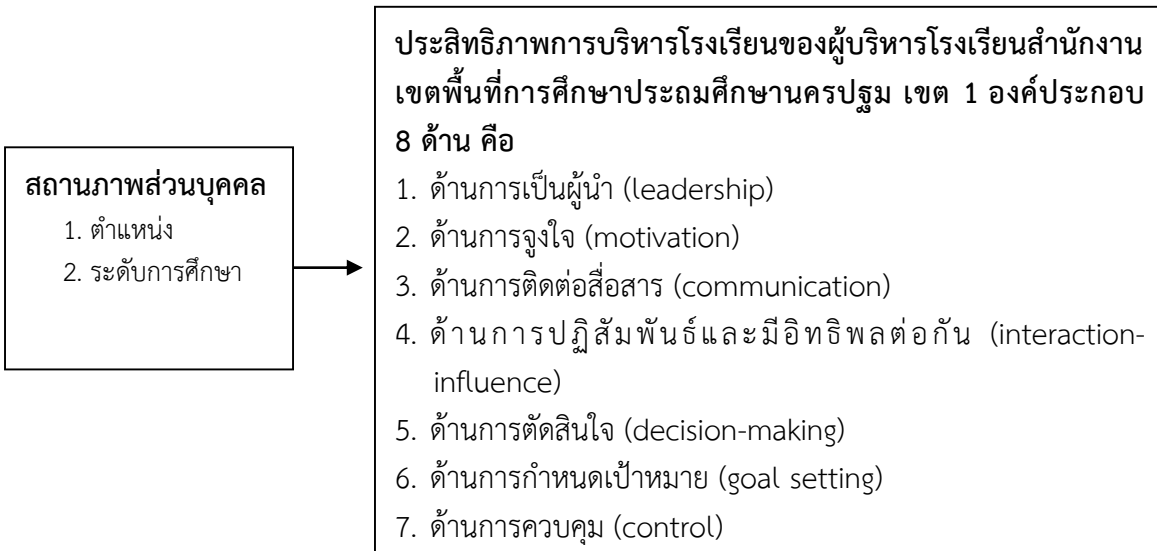 ประสิทธิภาพการบริหารโรงเรียนของผู้บริหารโรงเรียนสำนักงาน
เขตพื้นที่การศึกษาประถมศึกษานครปฐม เขต 1 องค์ประกอบ
8 ด้าน คือ
สถานภาพส่วนบุคคล
1. ตำแหน่ง
2. ระดับการศึกษา
1. ด้านการเป็นผู้นำ (leadership)
2. ด้านการจูงใจ (motivation)
3. ด้านการติดต่อสื่อสาร (communication)
4. ด้านการปฏิสัมพันธ์และมีอิทธิพลต่อกัน (interaction-
influence)
5. ด้านการตัดสินใจ (decision-making)
6. ด้านการกำหนดเป้าหมาย (goal setting)
7. ด้านการควบคุม (control)